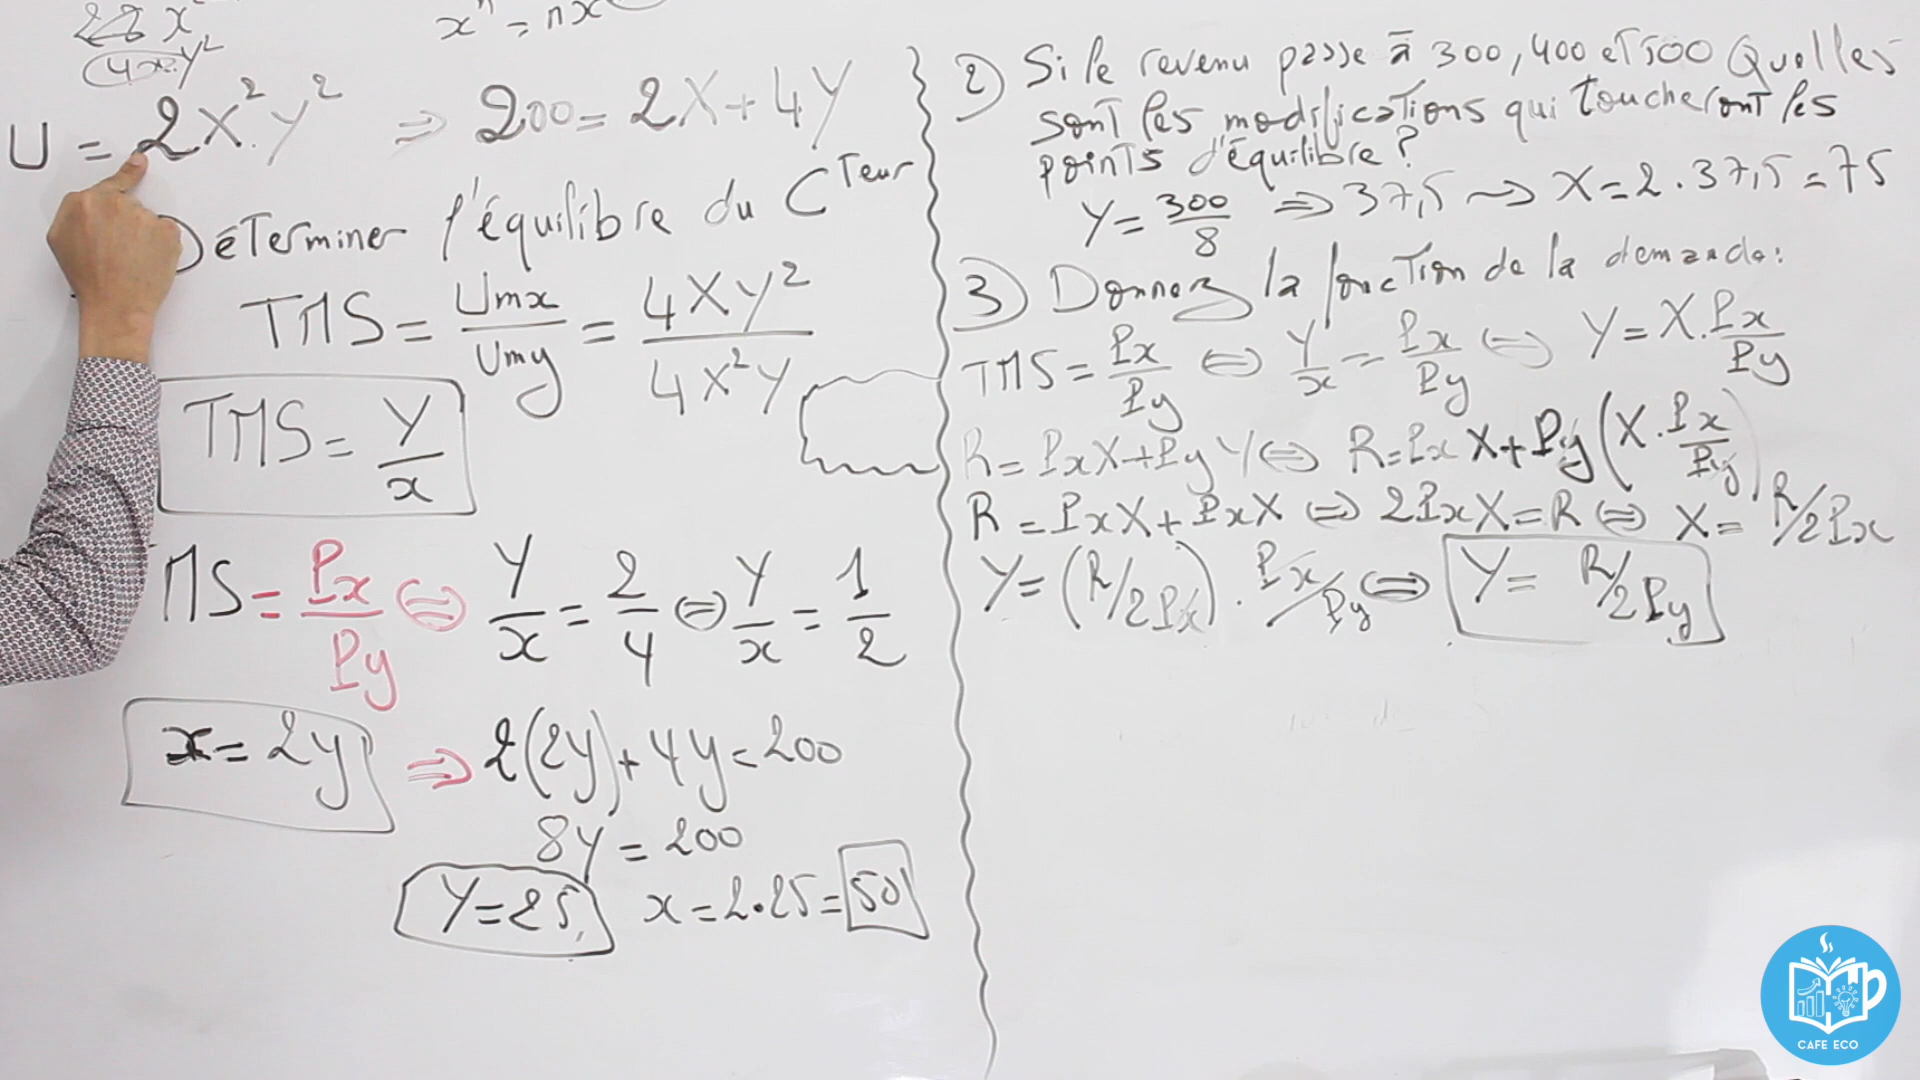 U = 2X².Y² ⇒ 200 = 2X + 4Y
Déterminer l'équilibre du Cᵀᵉᵘʳ
TMS = Umx/Umy = 4XY²/4X²Y
TMS = Y/x
MS = Px/Py ⇔ Y/x = 2/4 ⇔ Y/x = 1/2
x = 2y ⇒ 2(2y) + 4y = 200
8y = 200
Y = 25 x = 2.25 = 50
2) Si le revenu passe à 300, 400 et 500 Quelles
sont les modifications qui toucheront les
points d'équilibre ?
Y = 300/8 ⇒ 37,5 → X = 2.37,5 = 75
3) Donnez la fonction de la demande :
TMS = Px/Py ⇔ Y/x = Px/Py ⇔ Y = X.Px/Py
R = PxX + PyY ⇔ R = PxX + Py(X.Px/Py)
R = PxX + PxX ⇔ 2PxX = R ⇔ X = R/2Px
Y = (R/2Px).Px/Py ⇔ Y = R/2Py
CAFE ECO